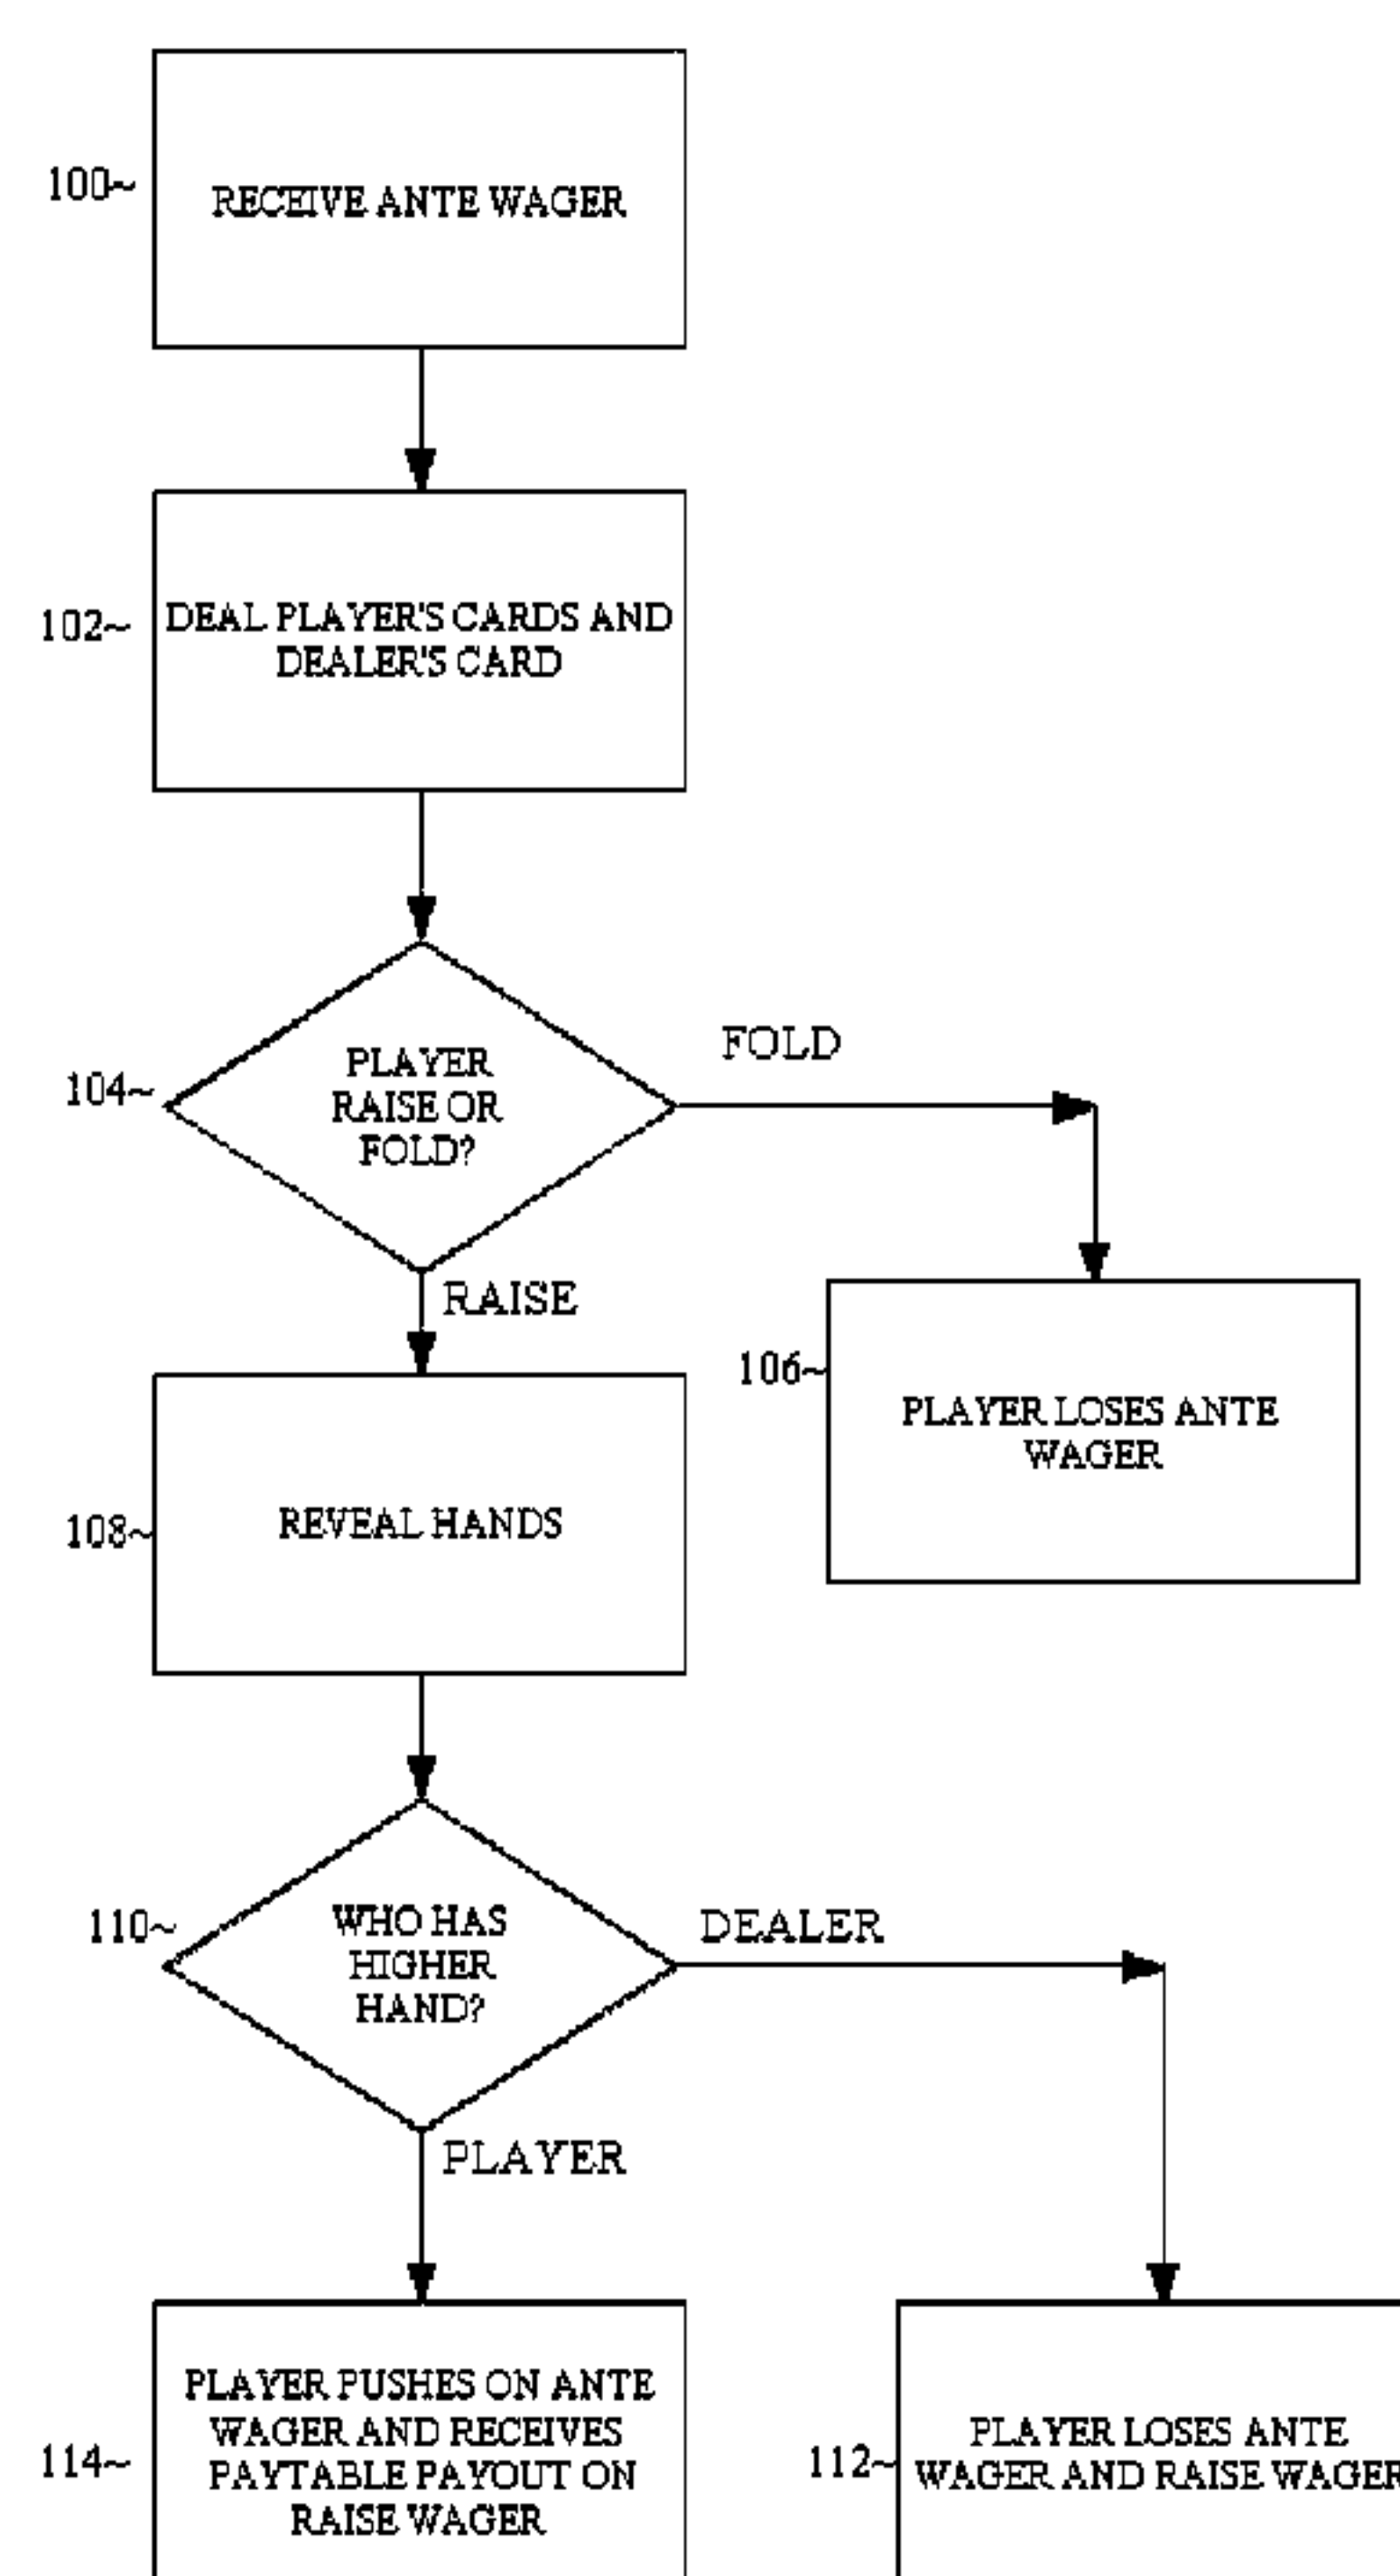 100~
RECEIVE ANTE WAGER
102~
DEAL PLAYER'S CARDS AND
DEALER'S CARD
104~
PLAYER
RAISE OR
FOLD?
FOLD
RAISE
106~
PLAYER LOSES ANTE
WAGER
108~
REVEAL HANDS
110~
WHO HAS
HIGHER
HAND?
DEALER
PLAYER
114~
PLAYER PUSHES ON ANTE
WAGER AND RECEIVES
PAYTABLE PAYOUT ON
RAISE WAGER
112~
PLAYER LOSES ANTE
WAGER AND RAISE WAGER